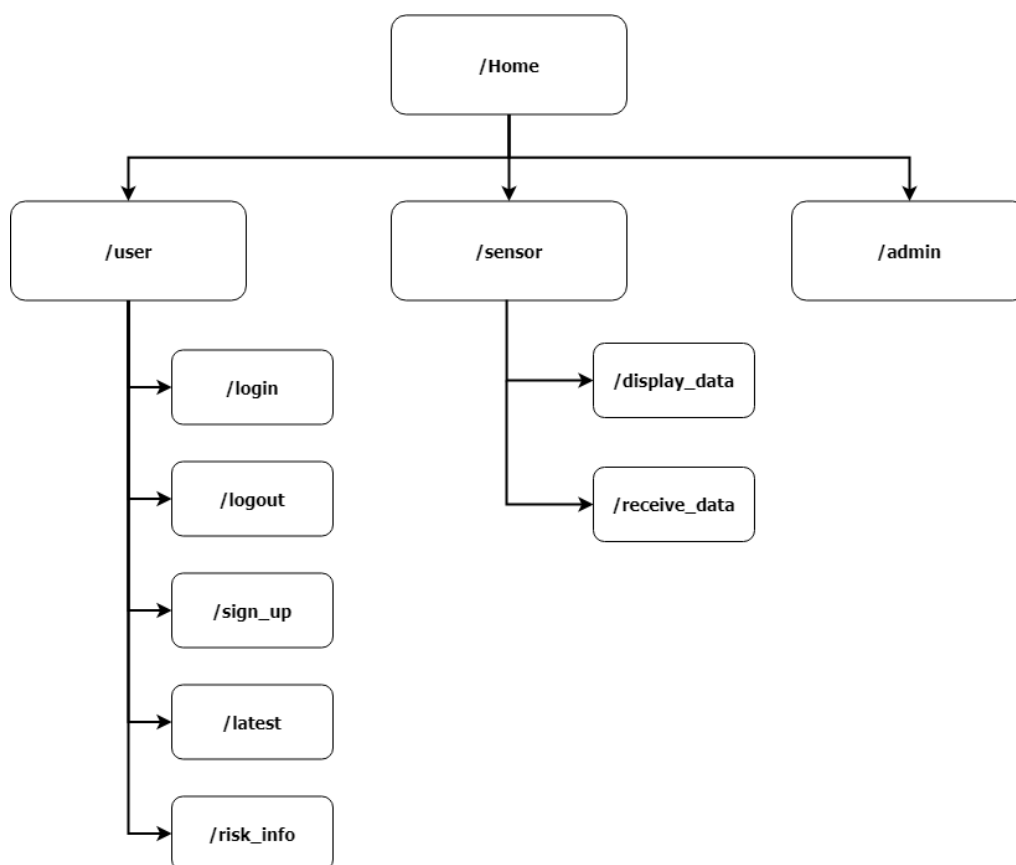 /Home
/user
/sensor
/admin
/login
/logout
/sign_up
/latest
/risk_info
/display_data
/receive_data